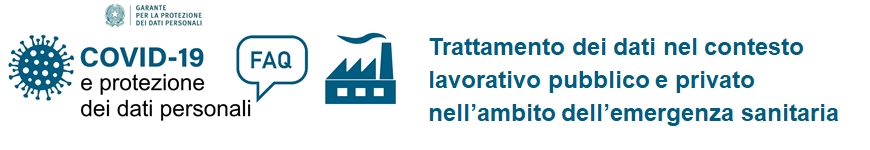 GARANTE
PER LA PROTEZIONE
DEI DATI PERSONALI
COVID-19
e protezione
dei dati personali
FAQ
Trattamento dei dati nel contesto
lavorativo pubblico e privato
nell’ambito dell’emergenza sanitaria